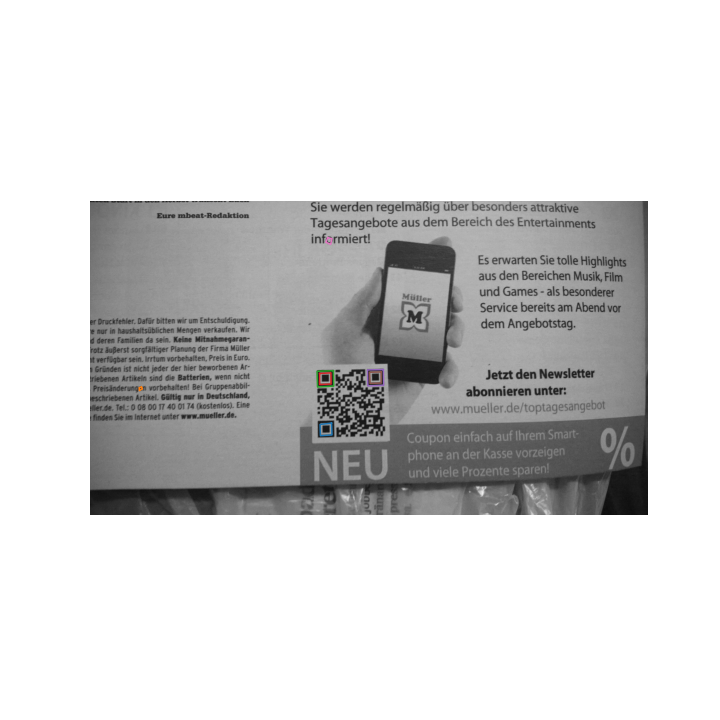 Eure mbeat-Redaktion
er Druckfehler. Dafür bitten wir um Entschuldigung.
e nur in haushaltsüblichen Mengen verkaufen. Wir
d deren Familien da sein. Keine Mitnahmegaran-
rotz äußerst sorgfältiger Planung der Firma Müller
ht verfügbar sein. Irrtum vorbehalten, Preis in Euro.
n Gründen ist nicht jeder der hier beworbenen Ar-
triebenen Artikeln sind die Batterien, wenn nicht
Preisänderungen vorbehalten! Bei Gruppenabbil-
beschriebenen Artikel. Gültig nur in Deutschland,
ller.de. Tel.: 0 08 00 17 40 01 74 (kostenlos). Eine
finden Sie im Internet unter www.mueller.de.
Sie werden regelmäßig über besonders attraktive
Tagesangebote aus dem Bereich des Entertainments
informiert!
Es erwarten Sie tolle Highlights
aus den Bereichen Musik, Film
und Games - als besonderer
Service bereits am Abend vor
dem Angebotstag.
Müller
M
Jetzt den Newsletter
abonnieren unter:
www.mueller.de/toptagesangebot
NEU
Coupon einfach auf Ihrem Smart-
phone an der Kasse vorzeigen
und viele Prozente sparen!
%